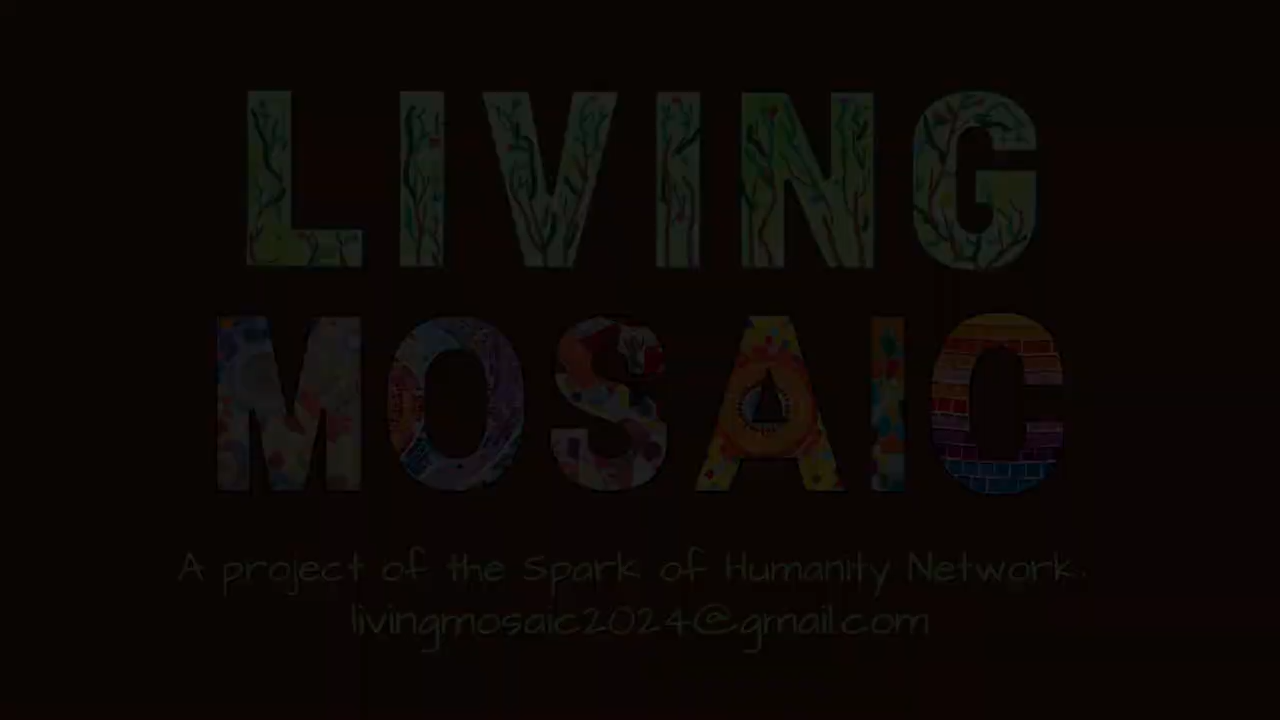 LIVING
MOSAIC
A project of the Spark of Humanity Network.
livingmosaic2024@gmail.com